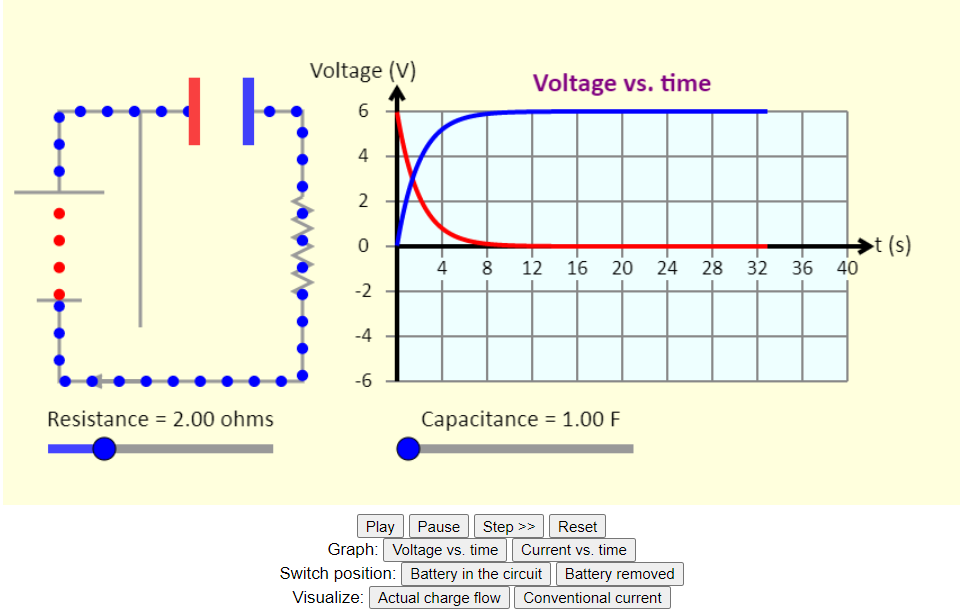 Voltage (V)
Voltage vs. time
6
4
2
0
-2
-4
-6
4 8 12 16 20 24 28 32 36 40
t (s)
Resistance = 2.00 ohms
Capacitance = 1.00 F
Play Pause Step >> Reset
Graph: Voltage vs. time Current vs. time
Switch position: Battery in the circuit Battery removed
Visualize: Actual charge flow Conventional current